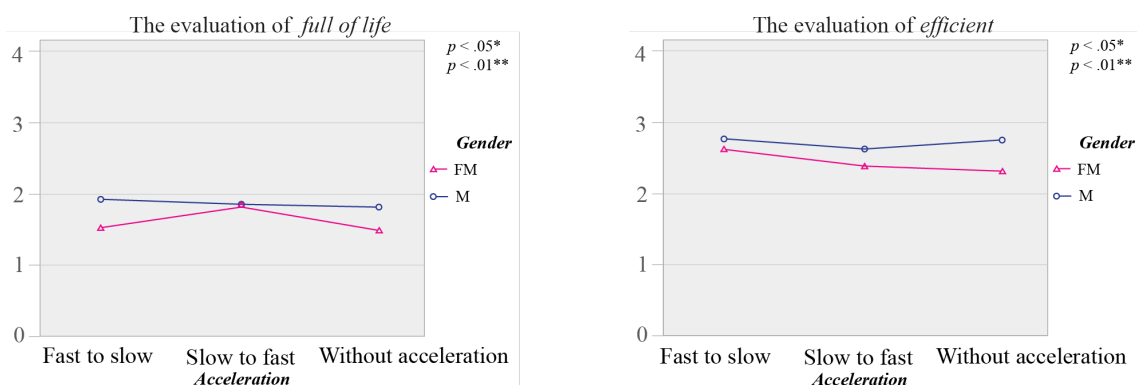 The evaluation of full of life
p < .05*
p < .01**
4
3
2
1
0
Gender
FM
M
Fast to slow
Slow to fast
Without acceleration
Acceleration
The evaluation of efficient
p < .05*
p < .01**
4
3
2
1
0
Gender
FM
M
Fast to slow
Slow to fast
Without acceleration
Acceleration